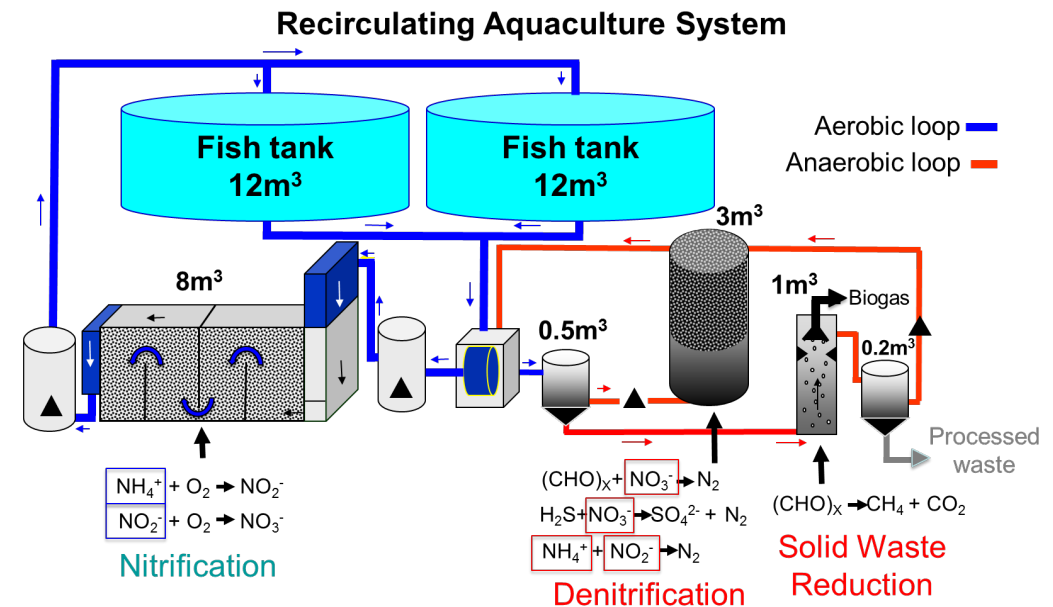 Recirculating Aquaculture System
Fish tank
12m³
Fish tank
12m³
Aerobic loop
Anaerobic loop
3m³
8m³
1m³
Biogas
0.5m³
0.2m³
Processed
waste
NH₄⁺ + O₂ → NO₂⁻
NO₂⁻ + O₂ → NO₃⁻
Nitrification
(CHO)ₓ + NO₃⁻ → N₂
H₂S + NO₃⁻ → SO₄²⁻ + N₂
NH₄⁺ + NO₂⁻ → N₂
Denitrification
(CHO)ₓ → CH₄ + CO₂
Solid Waste
Reduction